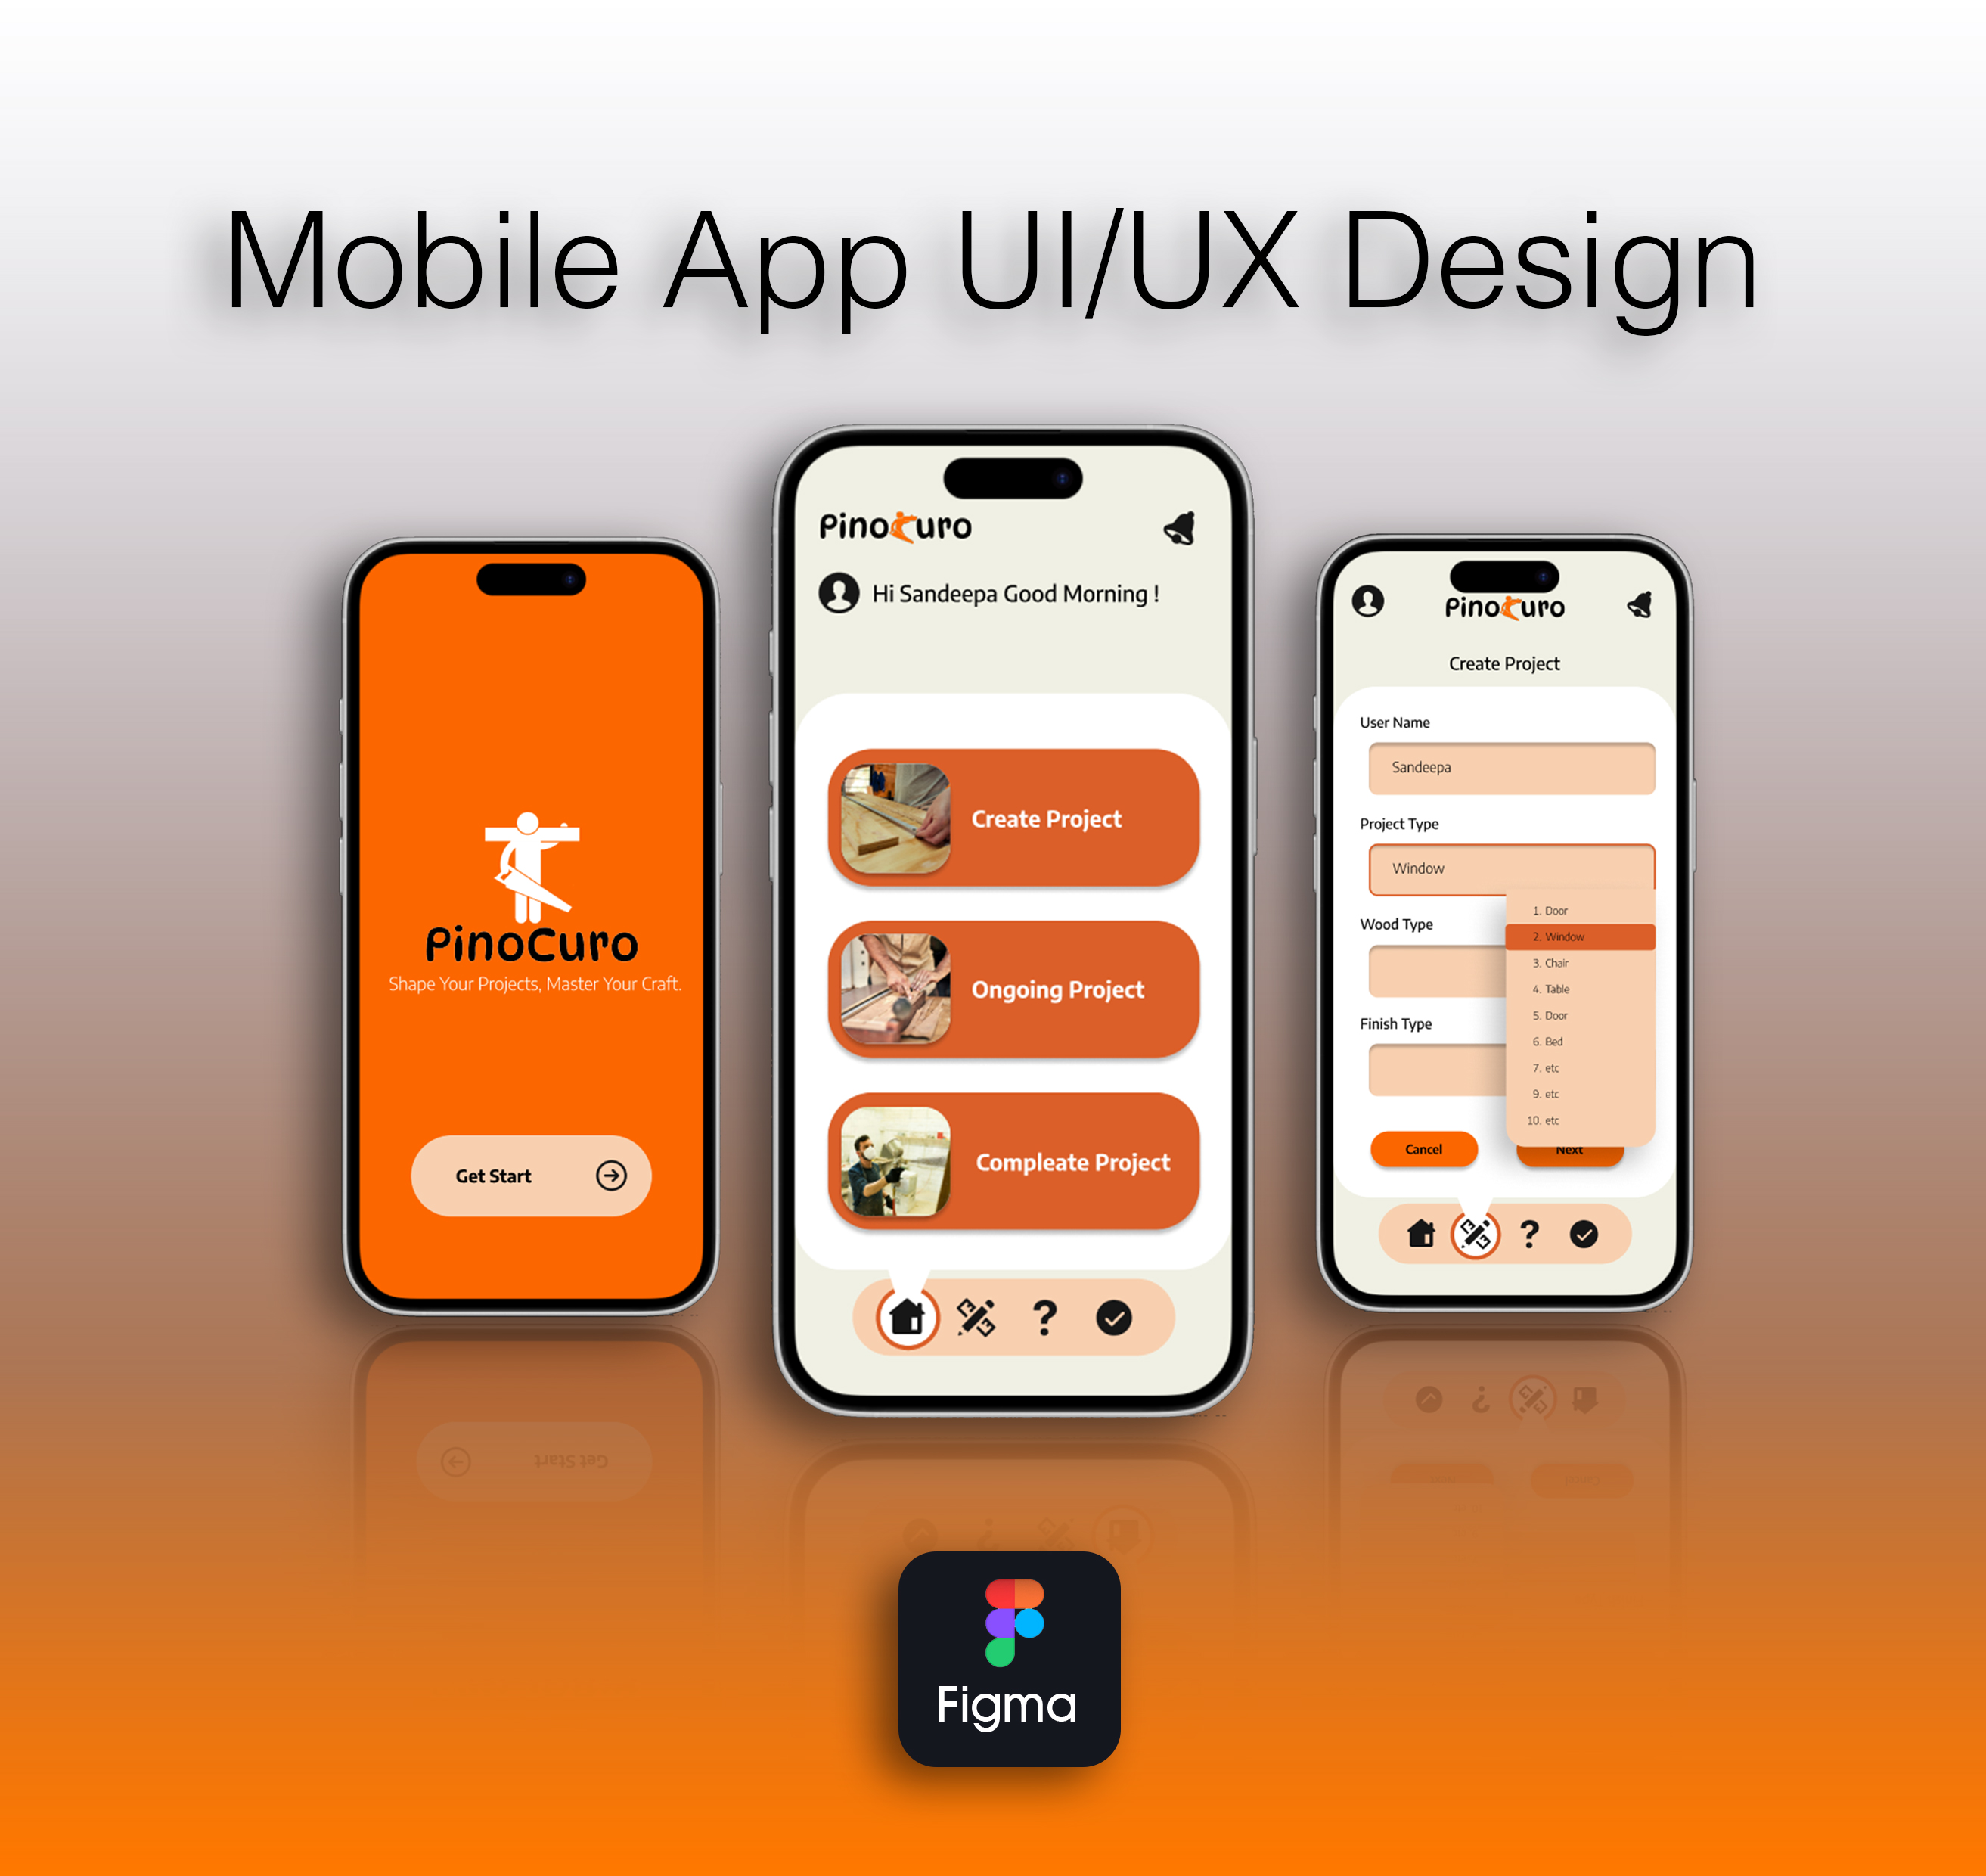 Mobile App UI/UX Design
PinoCuro
Shape Your Projects, Master Your Craft.
Get Start
PinoCuro
Hi Sandeepa Good Morning !
Create Project
Ongoing Project
Compleate Project
?
PinoCuro
Create Project
User Name
Sandeepa
Project Type
Window
1. Door
2. Window
3. Chair
4. Table
5. Door
6. Bed
7. etc
9. etc
10. etc
Wood Type
Finish Type
Cancel
Next
?
Get Start
Figma